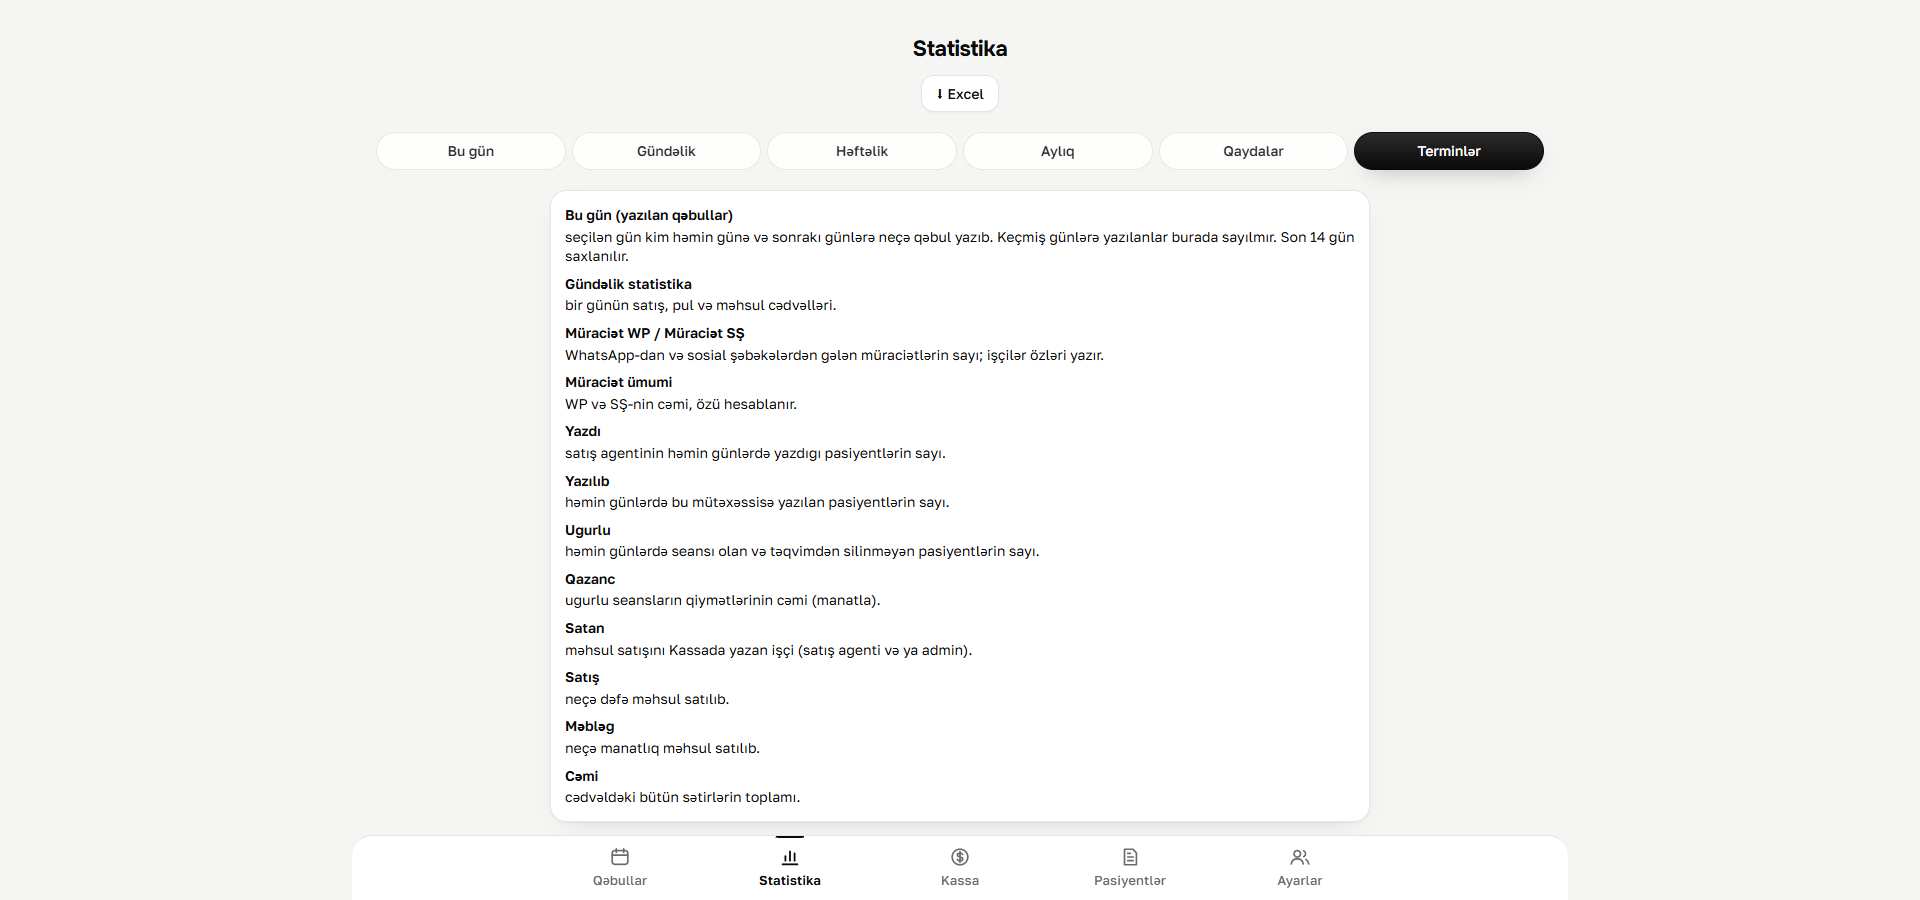 Statistika
⭳ Excel
Bu gün
Gündəlik
Həftəlik
Aylıq
Qaydalar
Terminlər
Bu gün (yazılan qəbullar)
seçilən gün kim həmin günə və sonrakı günlərə neçə qəbul yazıb. Keçmiş günlərə yazılanlar burada sayılmır. Son 14 gün
saxlanılır.
Gündəlik statistika
bir günün satış, pul və məhsul cədvəlləri.
Müraciət WP / Müraciət SŞ
WhatsApp-dan və sosial şəbəkələrdən gələn müraciətlərin sayı; işçilər özləri yazır.
Müraciət ümumi
WP və SŞ-nin cəmi, özü hesablanır.
Yazdı
satış agentinin həmin günlərdə yazdıgı pasiyentlərin sayı.
Yazılıb
həmin günlərdə bu mütəxəssisə yazılan pasiyentlərin sayı.
Ugurlu
həmin günlərdə seansı olan və təqvimdən silinməyən pasiyentlərin sayı.
Qazanc
ugurlu seansların qiymətlərinin cəmi (manatla).
Satan
məhsul satışını Kassada yazan işçi (satış agenti və ya admin).
Satış
neçə dəfə məhsul satılıb.
Məbləg
neçə manatlıq məhsul satılıb.
Cəmi
cədvəldəki bütün sətirlərin toplamı.
Qəbullar
Statistika
Kassa
Pasiyentlər
Ayarlar